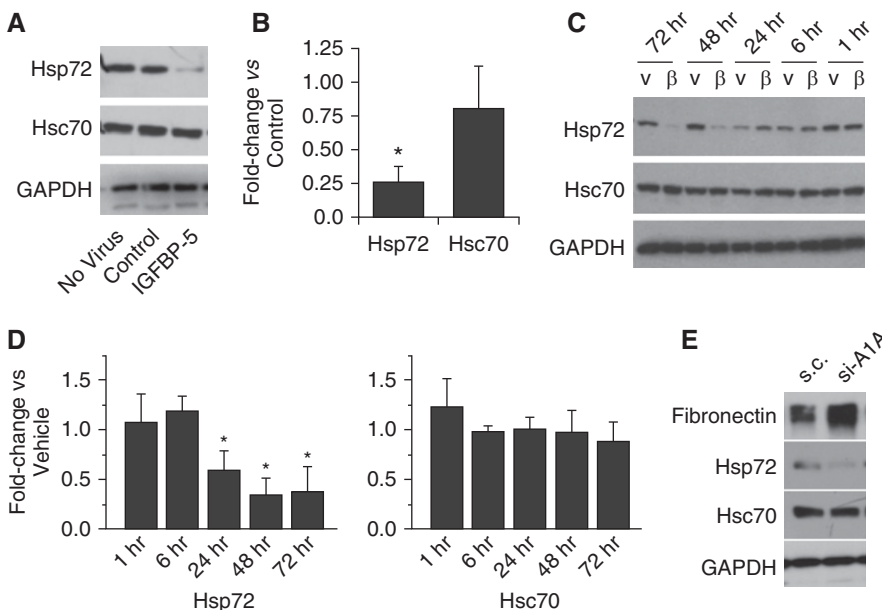 A
Hsp72
Hsc70
GAPDH
No Virus
Control
IGFBP-5
B
Fold-change vs
Control
1.25
1.00
0.75
0.50
0.25
0.0
*
Hsp72
Hsc70
C
72 hr
48 hr
24 hr
6 hr
1 hr
v β v β v β v β v β
Hsp72
Hsc70
GAPDH
D
Fold-change vs
Vehicle
1.5
1.0
0.5
0.0
* * *
1 hr
6 hr
24 hr
48 hr
72 hr
Hsp72
1.5
1.0
0.5
0.0
1 hr
6 hr
24 hr
48 hr
72 hr
Hsc70
E
s.c.
si-A1A
Fibronectin
Hsp72
Hsc70
GAPDH